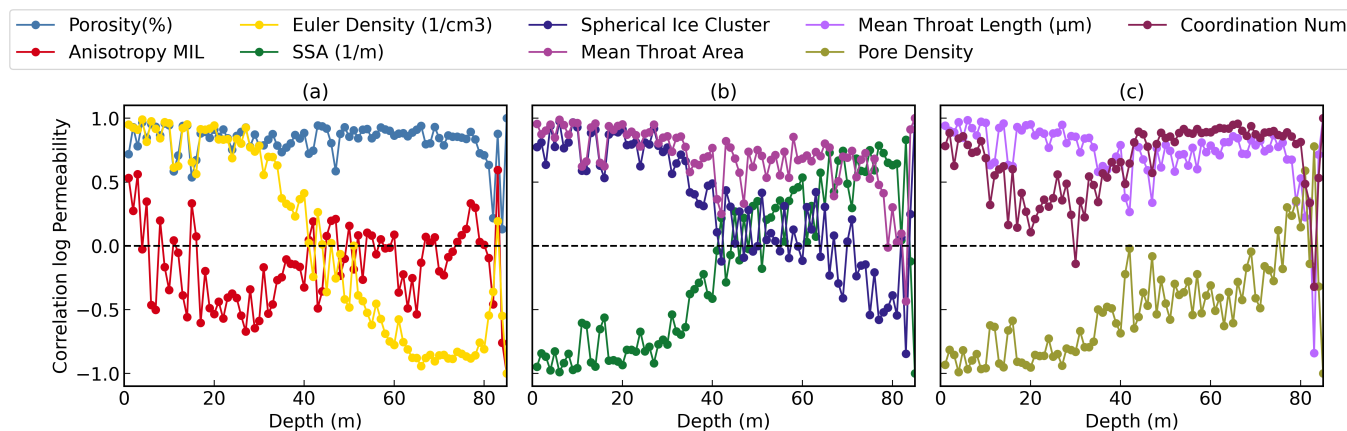 Porosity(%) Euler Density (1/cm3) Spherical Ice Cluster Mean Throat Length (μm) Coordination Num
Anisotropy MIL SSA (1/m) Mean Throat Area Pore Density
(a) (b) (c)
Correlation log Permeability
1.0
0.5
0.0
−0.5
−1.0
0 20 40 60 80 0 20 40 60 80 0 20 40 60 80
Depth (m) Depth (m) Depth (m)